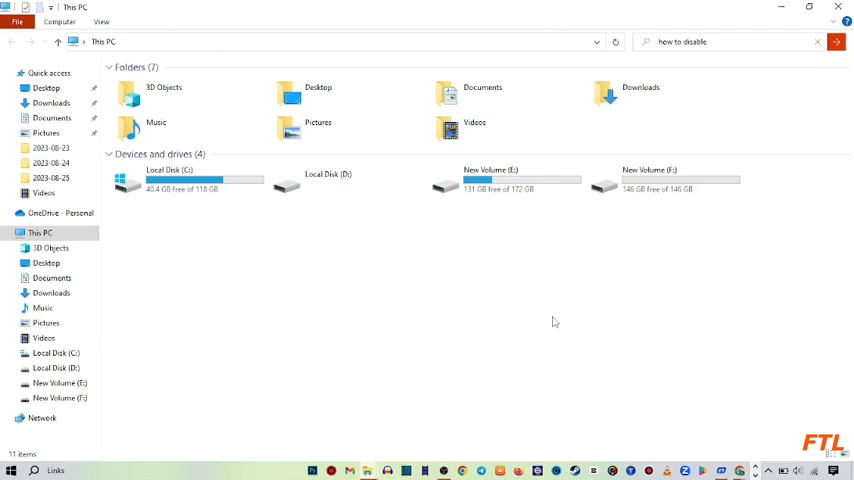 This PC
File
Computer
View
This PC
how to disable
Quick access
Desktop
Downloads
Documents
Pictures
2023-08-23
2023-08-24
2023-08-25
Videos
OneDrive - Personal
This PC
3D Objects
Desktop
Documents
Downloads
Music
Pictures
Videos
Local Disk (C:)
Local Disk (D:)
New Volume (E:)
New Volume (F:)
Network
Folders (7)
3D Objects
Desktop
Documents
Downloads
Music
Pictures
Videos
Devices and drives (4)
Local Disk (C:)
40.4 GB free of 118 GB
Local Disk (D:)
New Volume (E:)
131 GB free of 172 GB
New Volume (F:)
146 GB free of 146 GB
11 items
FTL
Links